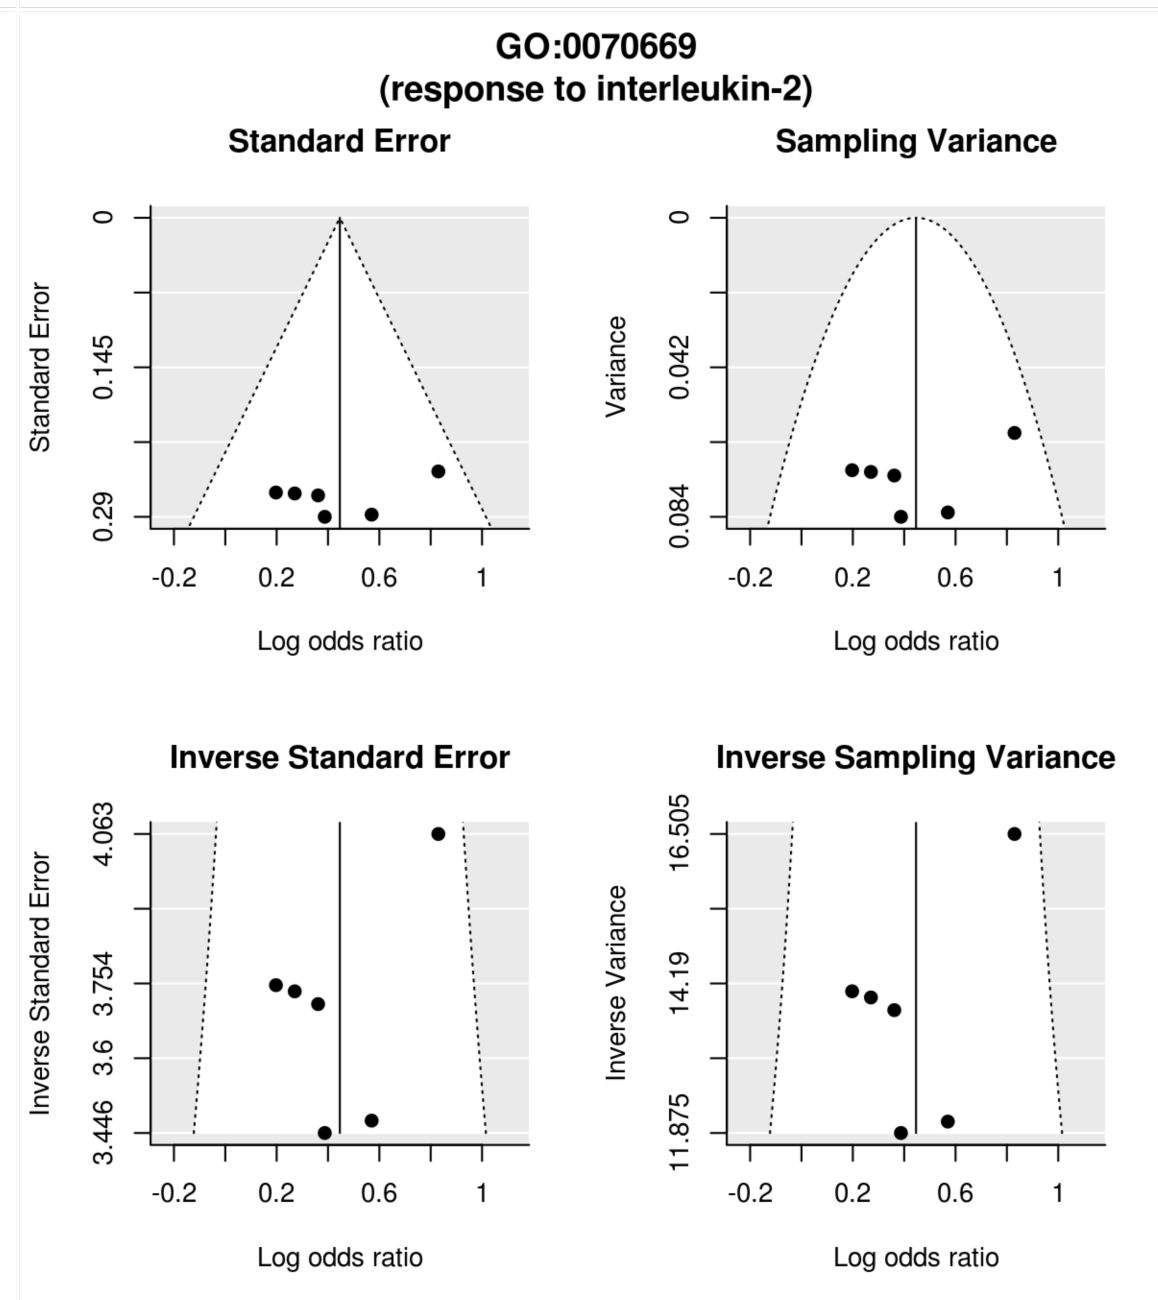 GO:0070669
(response to interleukin-2)
Standard Error
Standard Error
0
0.145
0.29
-0.2 0.2 0.6 1
Log odds ratio
Sampling Variance
Variance
0
0.042
0.084
-0.2 0.2 0.6 1
Log odds ratio
Inverse Standard Error
Inverse Standard Error
4.063
3.754
3.6
3.446
-0.2 0.2 0.6 1
Log odds ratio
Inverse Sampling Variance
Inverse Variance
16.505
14.19
11.875
-0.2 0.2 0.6 1
Log odds ratio